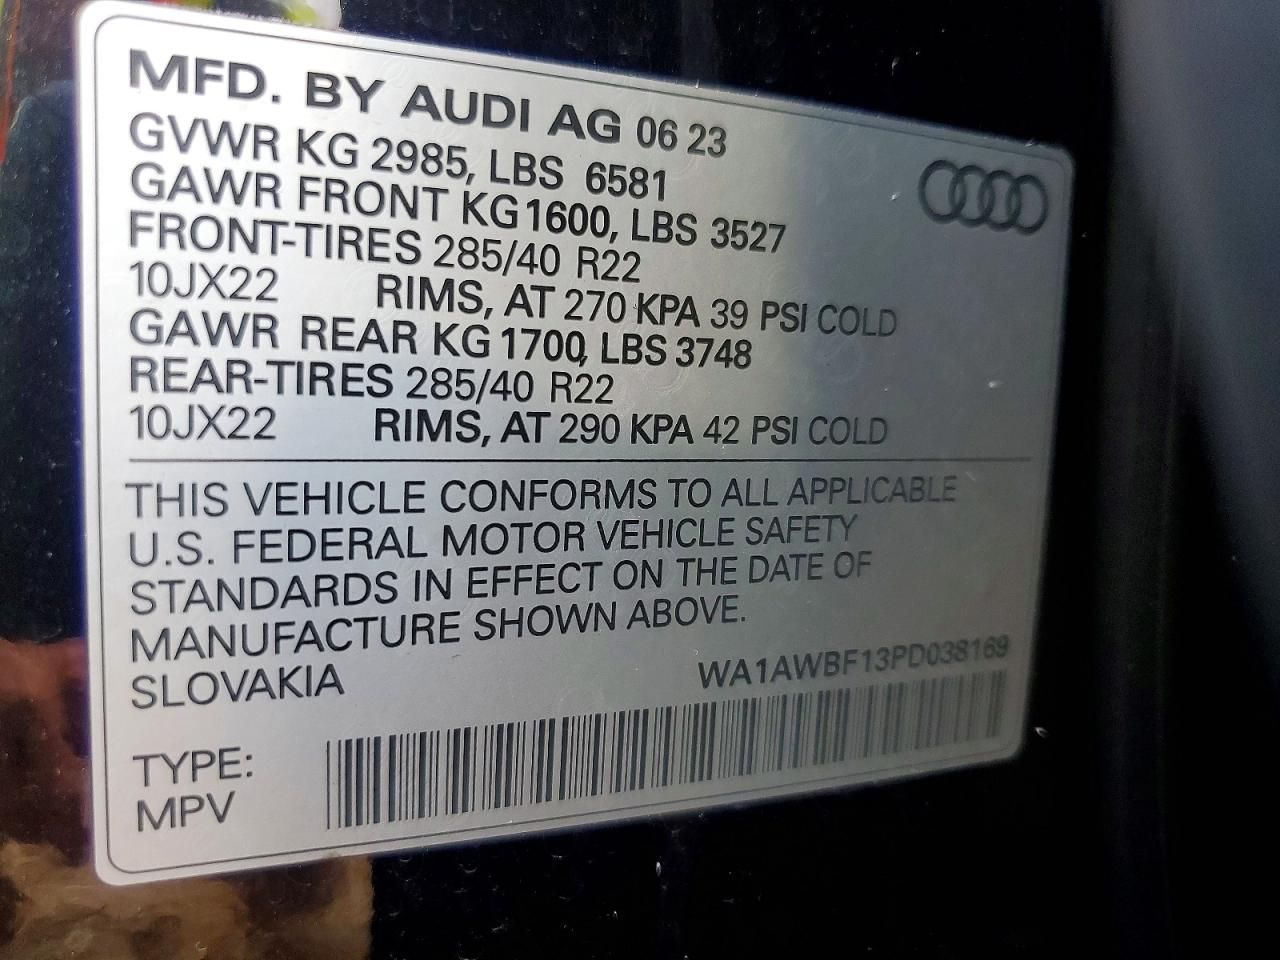 MFD. BY AUDI AG 06 23
GVWR KG 2985, LBS 6581
GAWR FRONT KG 1600, LBS 3527
FRONT-TIRES 285/40 R22
10JX22 RIMS, AT 270 KPA 39 PSI COLD
GAWR REAR KG 1700, LBS 3748
REAR-TIRES 285/40 R22
10JX22 RIMS, AT 290 KPA 42 PSI COLD
THIS VEHICLE CONFORMS TO ALL APPLICABLE
U.S. FEDERAL MOTOR VEHICLE SAFETY
STANDARDS IN EFFECT ON THE DATE OF
MANUFACTURE SHOWN ABOVE.
SLOVAKIA WA1AWBF13PD038169
TYPE:
MPV